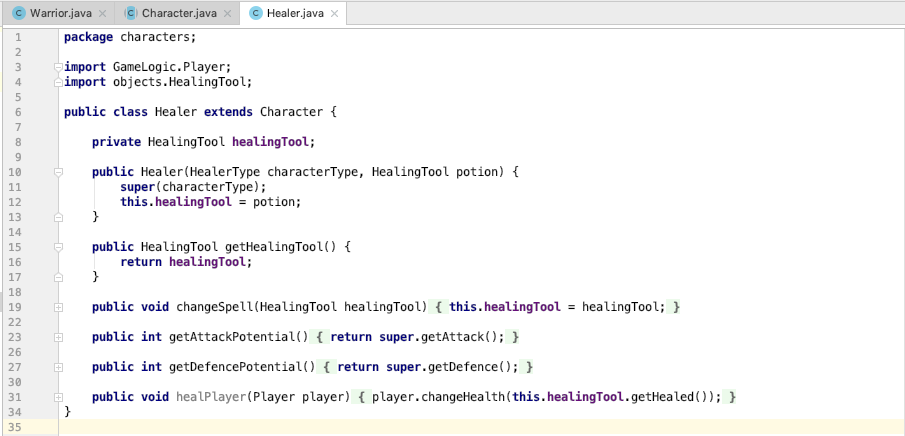 Warrior.java Character.java Healer.java
1 package characters;
2
3 import GameLogic.Player;
4 import objects.HealingTool;
5
6 public class Healer extends Character {
7
8 private HealingTool healingTool;
9
10 public Healer(HealerType characterType, HealingTool potion) {
11 super(characterType);
12 this.healingTool = potion;
13 }
14
15 public HealingTool getHealingTool() {
16 return healingTool;
17 }
18
19 public void changeSpell(HealingTool healingTool) { this.healingTool = healingTool; }
22
23 public int getAttackPotential() { return super.getAttack(); }
26
27 public int getDefencePotential() { return super.getDefence(); }
30
31 public void healPlayer(Player player) { player.changeHealth(this.healingTool.getHealed()); }
34 }
35